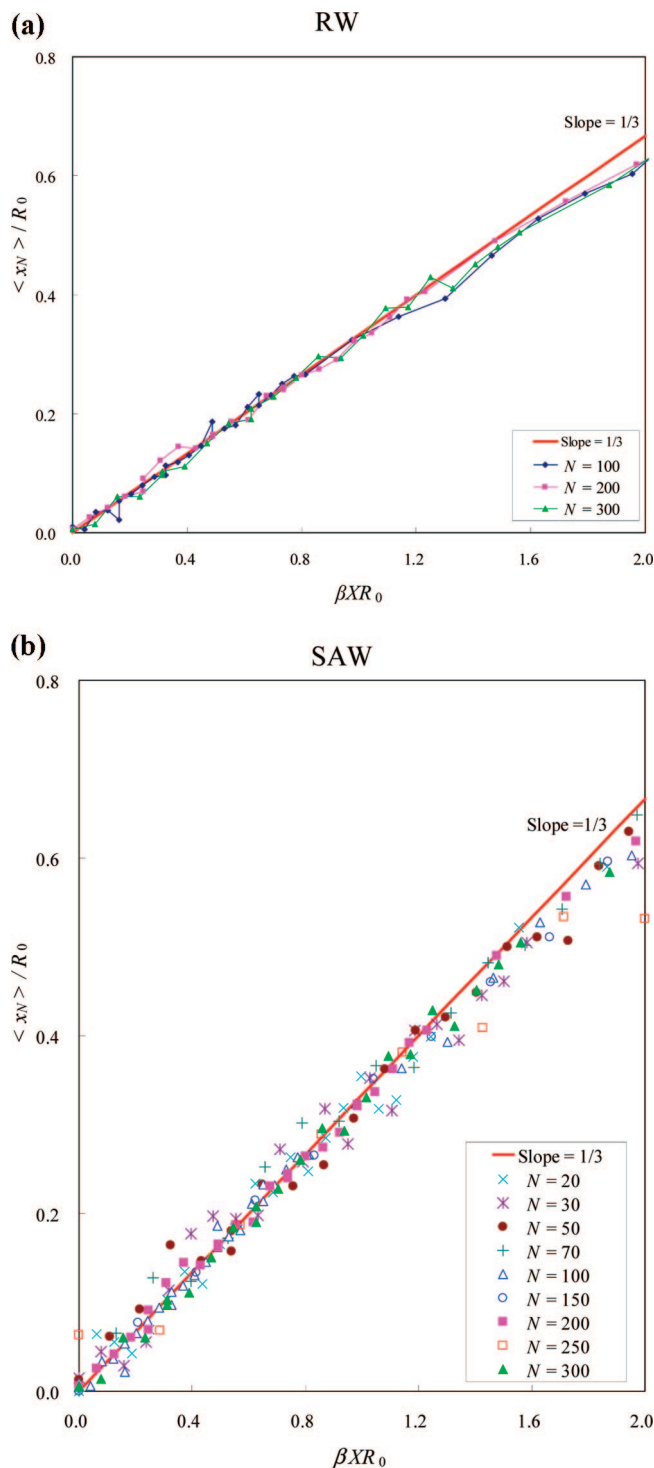 (a)
RW
0.8
0.6
0.4
0.2
0.0
< xN > / R0
Slope = 1/3
Slope = 1/3
N = 100
N = 200
N = 300
0.0 0.4 0.8 1.2 1.6 2.0
βXR0
(b)
SAW
0.8
0.6
0.4
0.2
0.0
< xN > / R0
Slope =1/3
Slope = 1/3
N = 20
N = 30
N = 50
N = 70
N = 100
N = 150
N = 200
N = 250
N = 300
0.0 0.4 0.8 1.2 1.6 2.0
βXR0